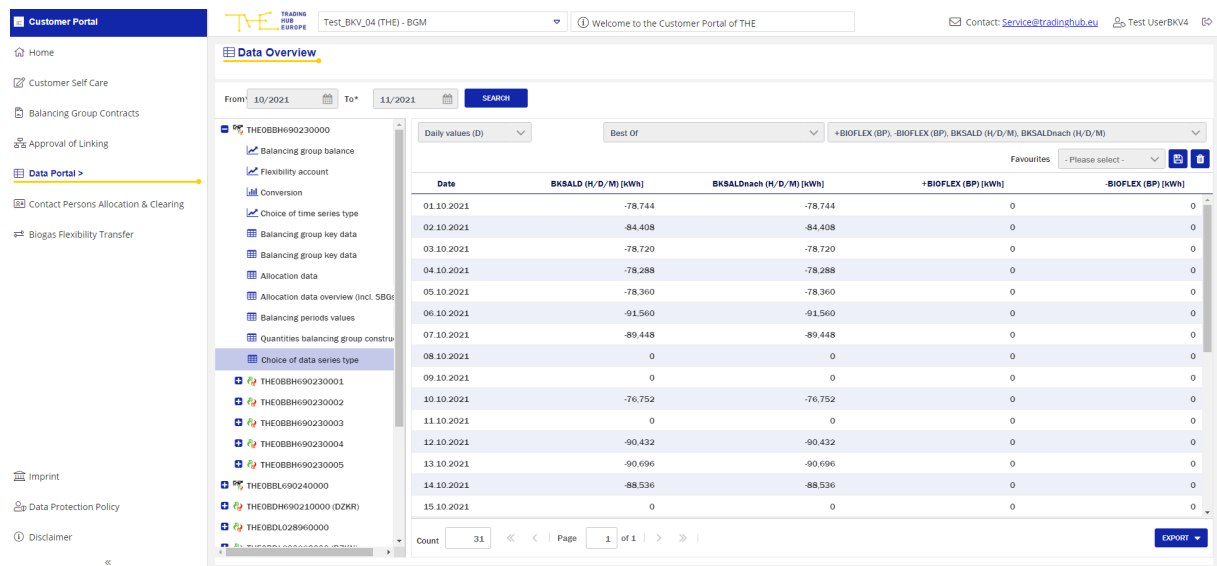 Customer Portal
THE TRADING HUB EUROPE
Test_BKV_04 (THE) - BGM
Welcome to the Customer Portal of THE
Contact: Service@tradinghub.eu
Test UserBKV4
Home
Customer Self Care
Balancing Group Contracts
Approval of Linking
Data Portal >
Contact Persons Allocation & Clearing
Biogas Flexibility Transfer
Imprint
Data Protection Policy
Disclaimer
«
Data Overview
From* 10/2021 To* 11/2021 SEARCH
THE0BBH690230000
Balancing group balance
Flexibility account
Conversion
Choice of time series type
Balancing group key data
Balancing group key data
Allocation data
Allocation data overview (incl. SBGs
Balancing periods values
Quantities balancing group constru
Choice of data series type
THE0BBH690230001
THE0BBH690230002
THE0BBH690230003
THE0BBH690230004
THE0BBH690230005
THE0BBL690240000
THE0BDH690210000 (DZKR)
THE0BDL028960000
Daily values (D) Best Of +BIOFLEX (BP), -BIOFLEX (BP), BKSALD (H/D/M), BKSALDnach (H/D/M)
Favourites - Please select -
Date BKSALD (H/D/M) [kWh] BKSALDnach (H/D/M) [kWh] +BIOFLEX (BP) [kWh] -BIOFLEX (BP) [kWh]
01.10.2021 -78,744 -78,744 0 0
02.10.2021 -84,408 -84,408 0 0
03.10.2021 -78,720 -78,720 0 0
04.10.2021 -78,288 -78,288 0 0
05.10.2021 -78,360 -78,360 0 0
06.10.2021 -91,560 -91,560 0 0
07.10.2021 -89,448 -89,448 0 0
08.10.2021 0 0 0 0
09.10.2021 0 0 0 0
10.10.2021 -76,752 -76,752 0 0
11.10.2021 0 0 0 0
12.10.2021 -90,432 -90,432 0 0
13.10.2021 -90,696 -90,696 0 0
14.10.2021 -88,536 -88,536 0 0
15.10.2021 0 0 0 0
Count 31 « < Page 1 of 1 > » EXPORT